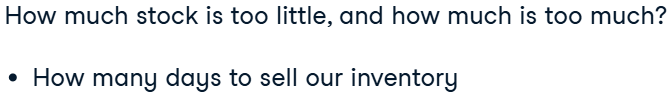 How much stock is too little, and how much is too much?
• How many days to sell our inventory